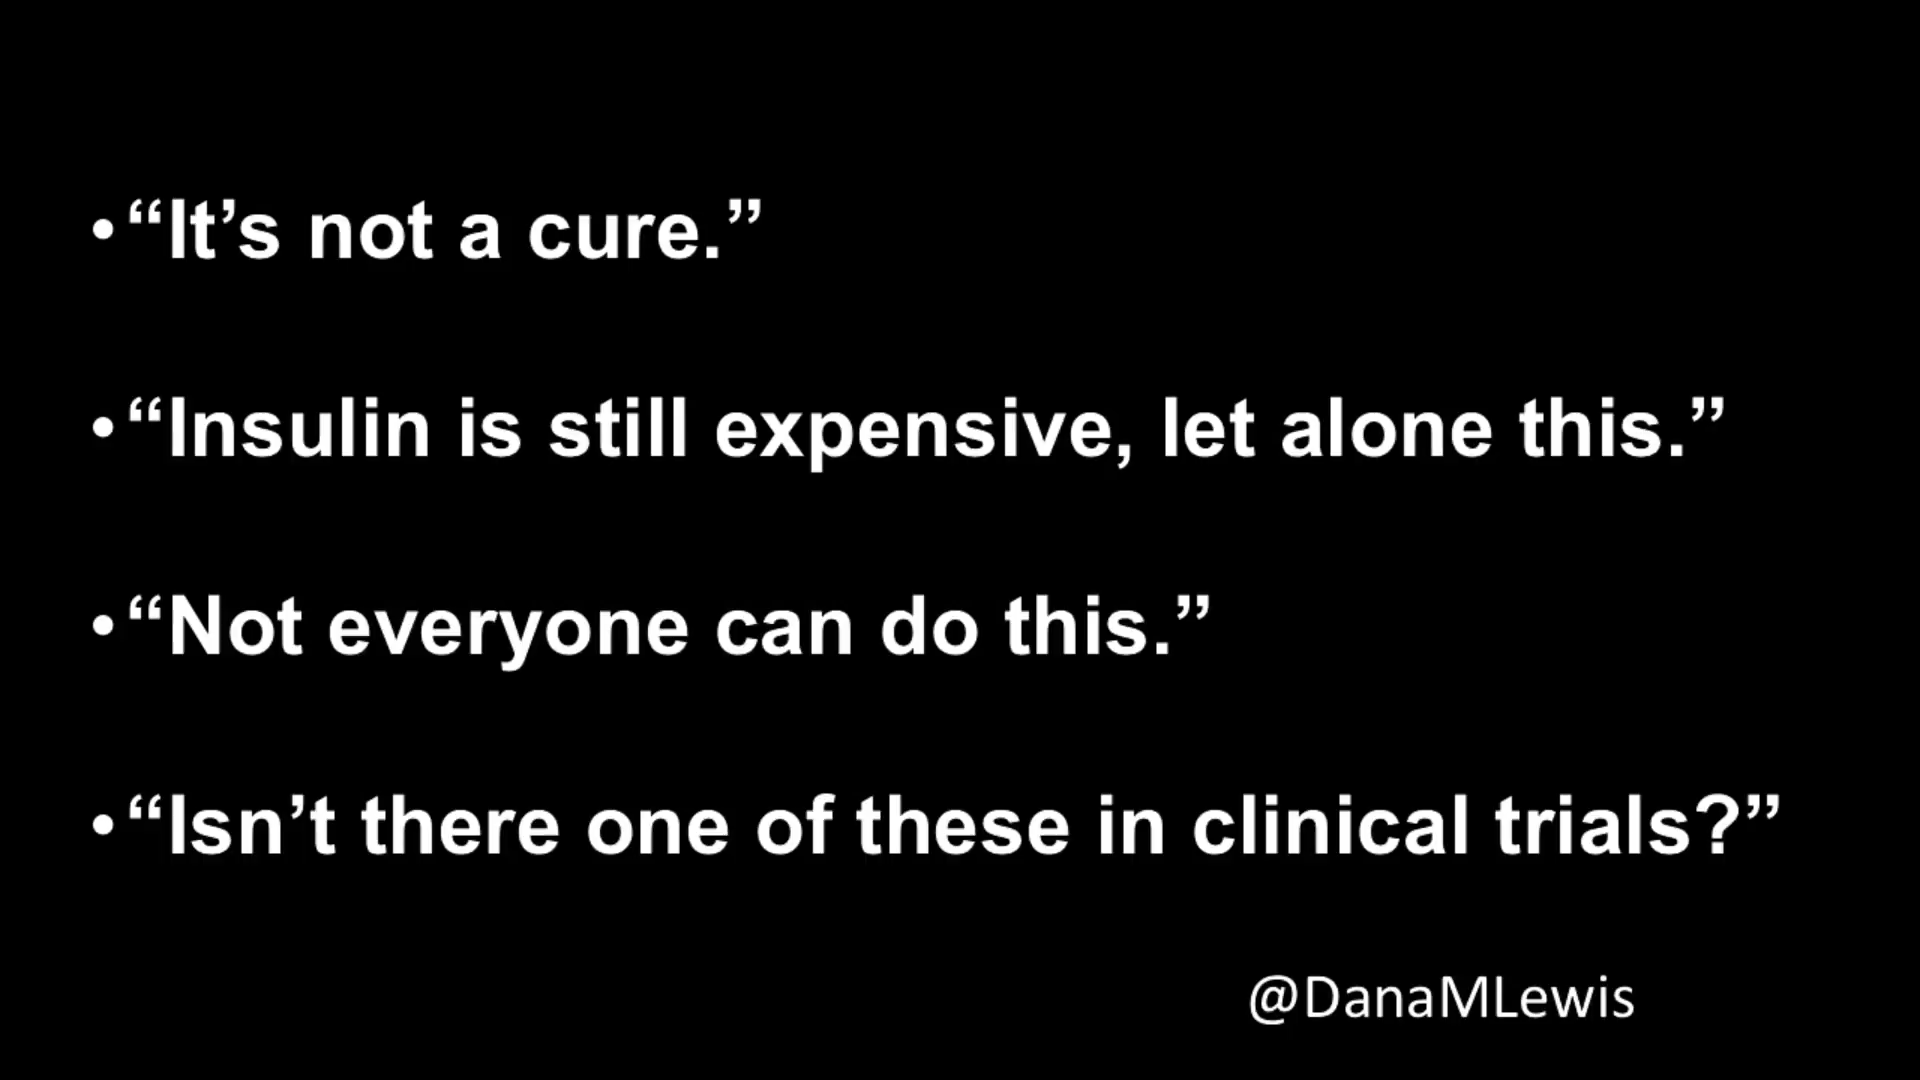 •“It’s not a cure.”
•“Insulin is still expensive, let alone this.”
•“Not everyone can do this.”
•“Isn’t there one of these in clinical trials?”
@DanaMLewis